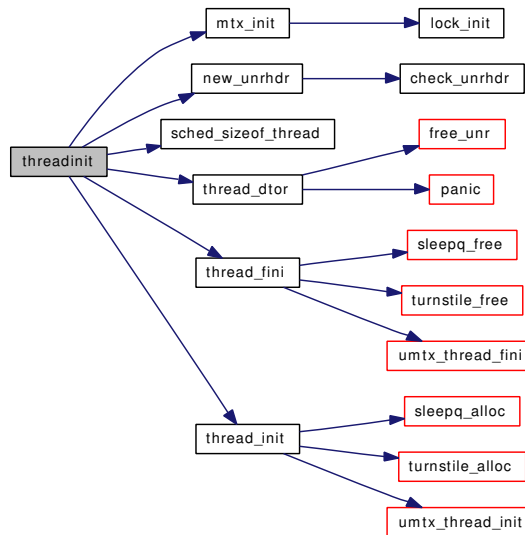 mtx_init
lock_init
new_unrhdr
check_unrhdr
sched_sizeof_thread
free_unr
threadinit
thread_dtor
panic
sleepq_free
thread_fini
turnstile_free
umtx_thread_fini
sleepq_alloc
thread_init
turnstile_alloc
umtx_thread_init